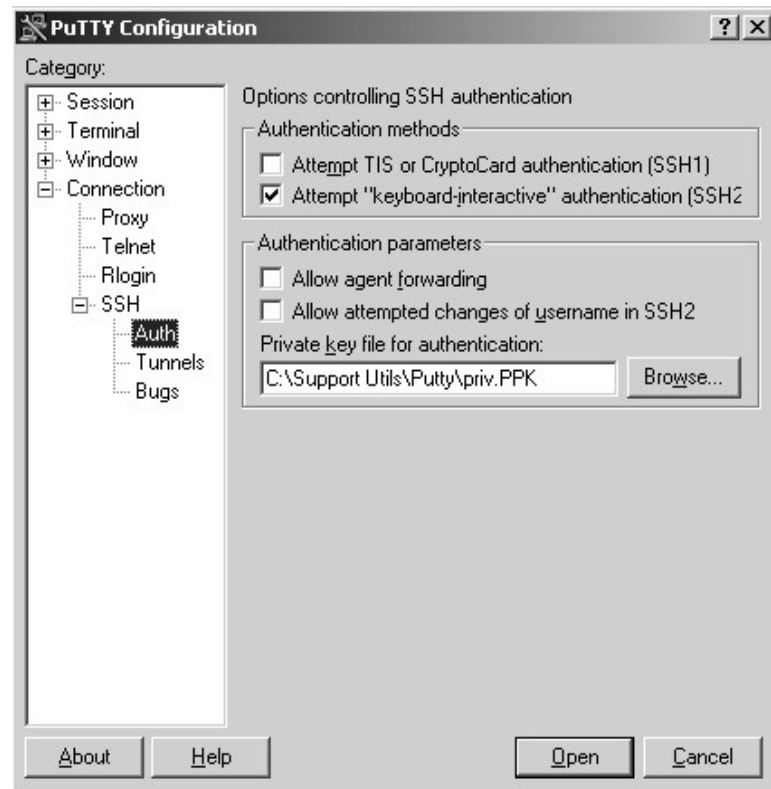 PuTTY Configuration
Category:
Session
Terminal
Window
Connection
Proxy
Telnet
Rlogin
SSH
Auth
Tunnels
Bugs
Options controlling SSH authentication
Authentication methods
Attempt TIS or CryptoCard authentication (SSH1)
Attempt "keyboard-interactive" authentication (SSH2
Authentication parameters
Allow agent forwarding
Allow attempted changes of username in SSH2
Private key file for authentication:
C:\Support Utils\Putty\priv.PPK
Browse...
About
Help
Open
Cancel